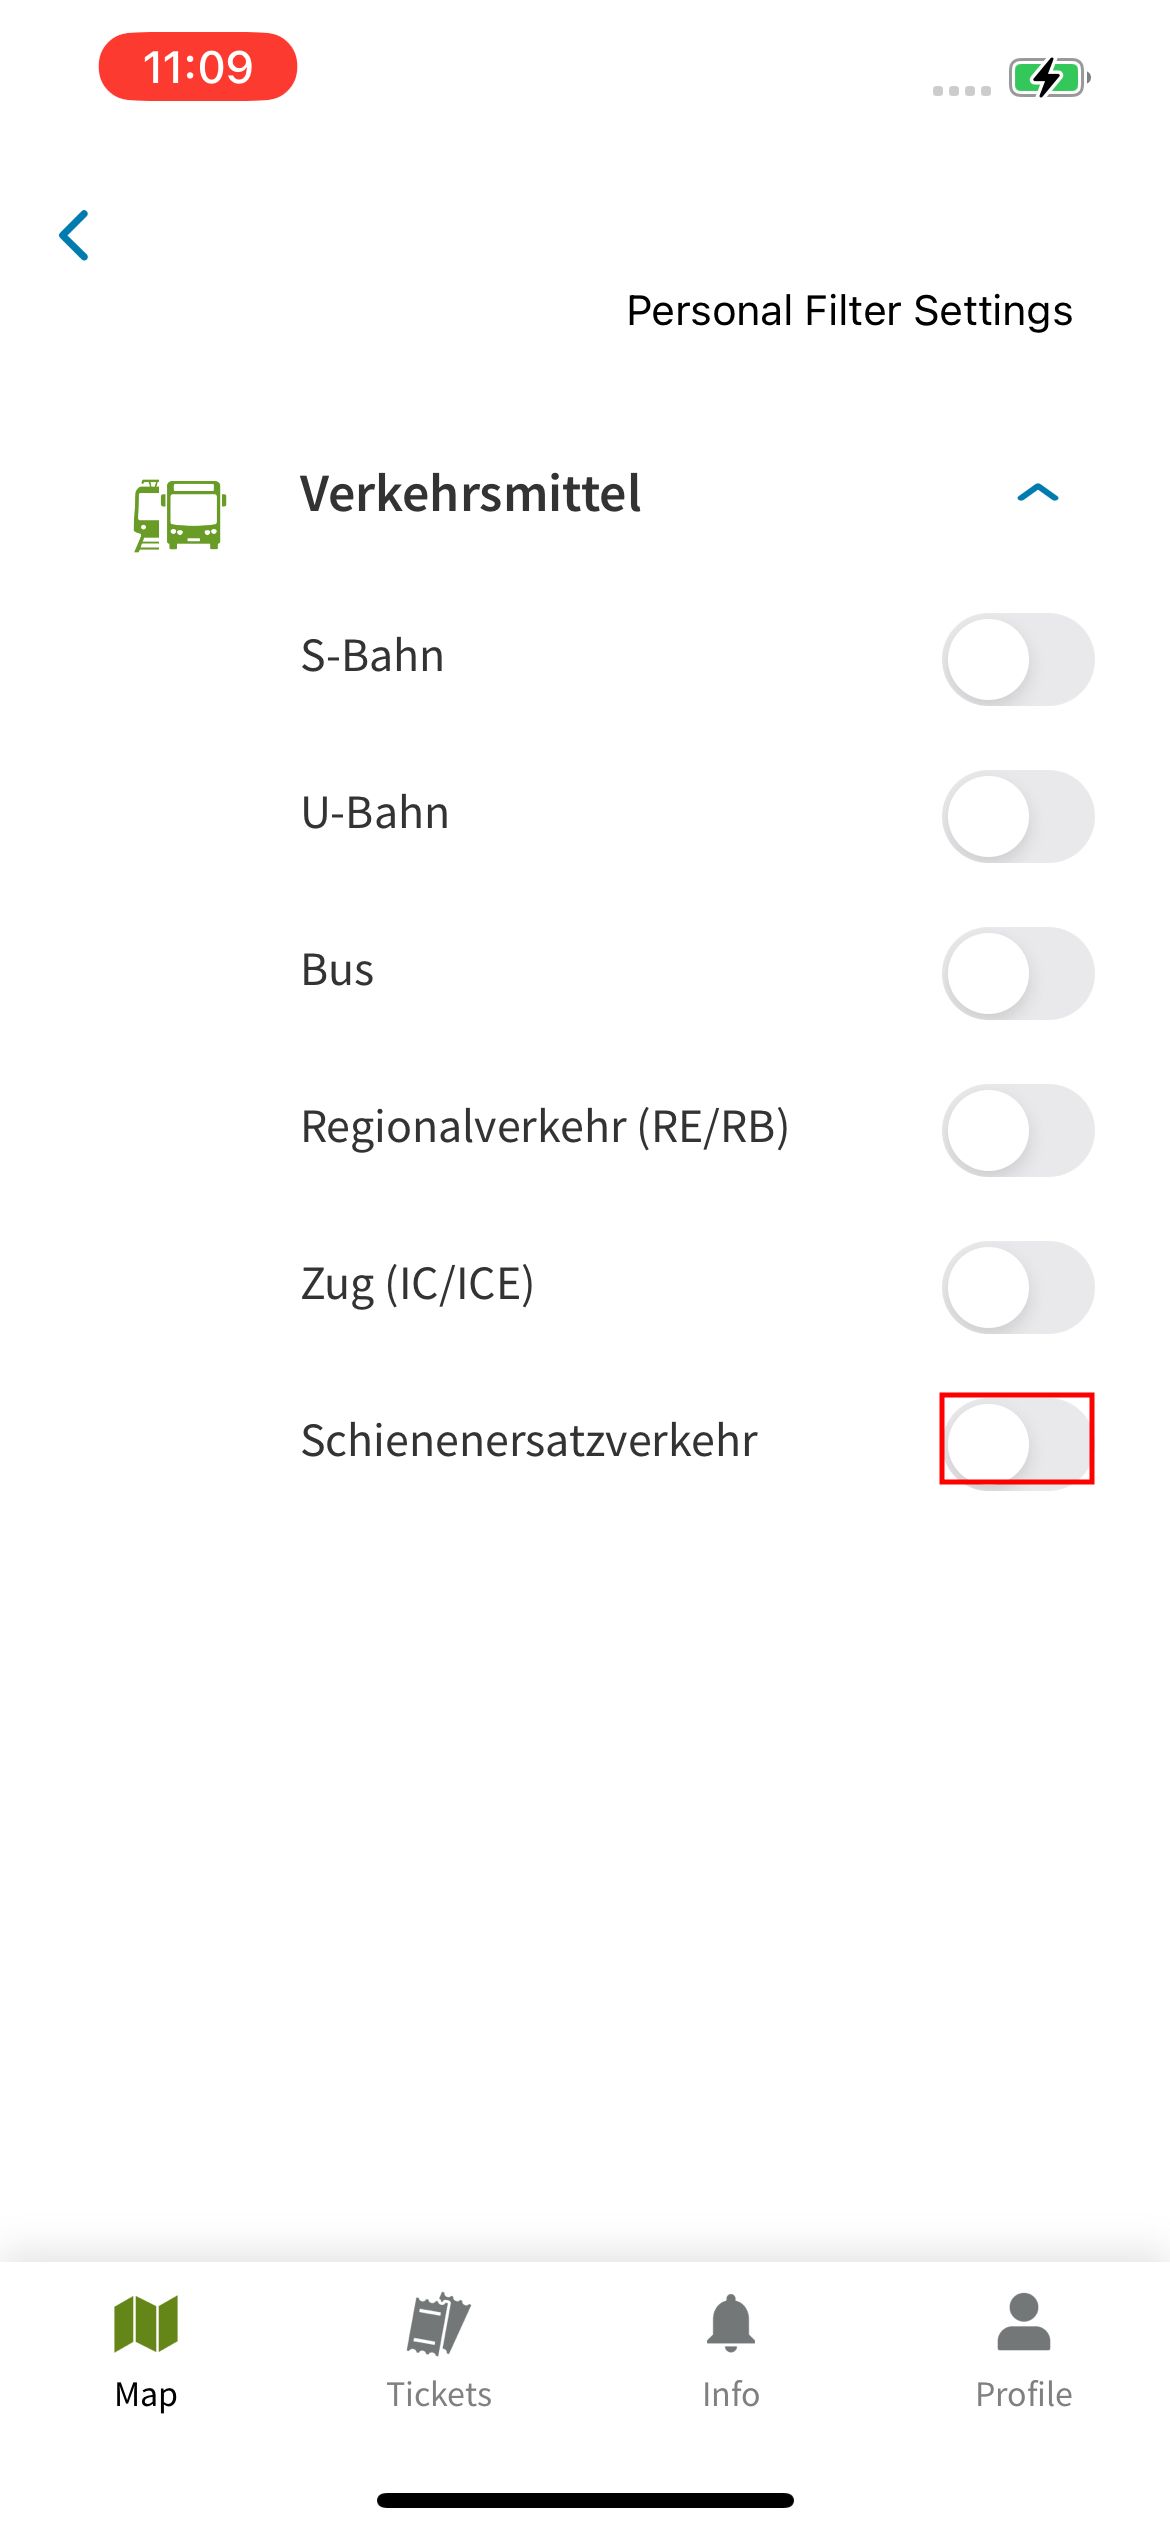 11:09
Personal Filter Settings
Verkehrsmittel
S-Bahn
U-Bahn
Bus
Regionalverkehr (RE/RB)
Zug (IC/ICE)
Schienenersatzverkehr
Map
Tickets
Info
Profile